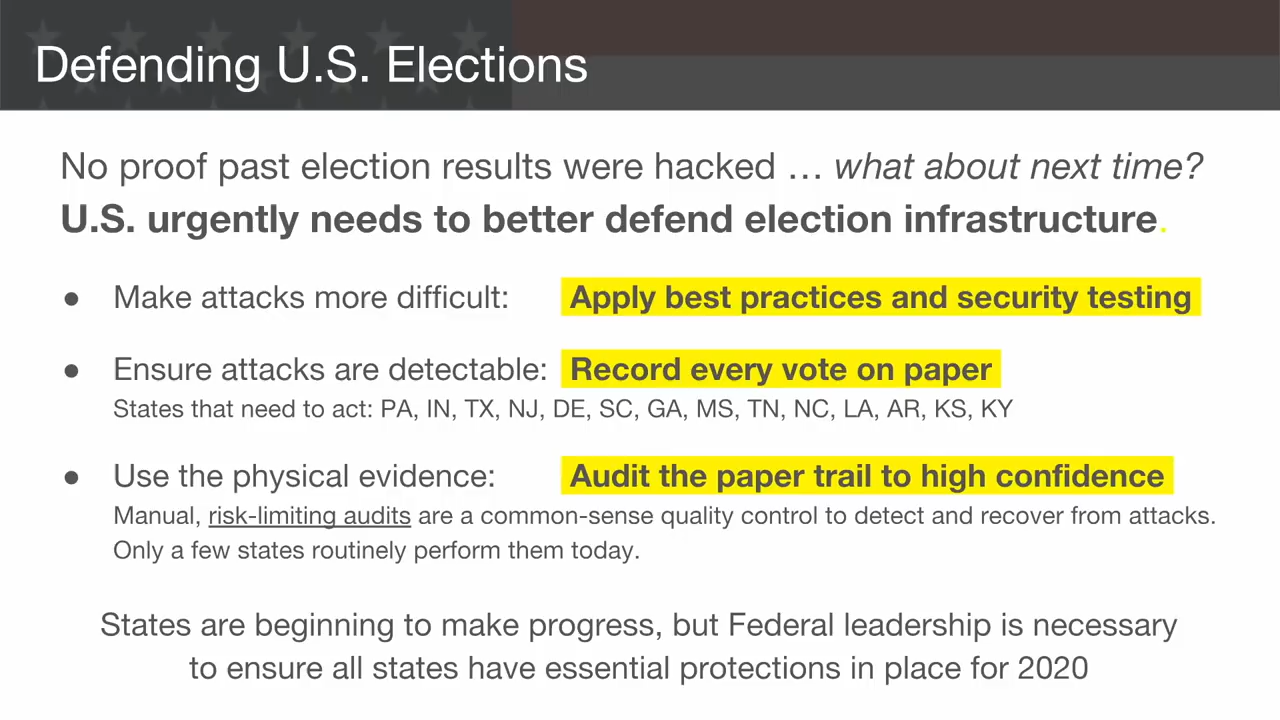 Defending U.S. Elections
No proof past election results were hacked … what about next time?
U.S. urgently needs to better defend election infrastructure.
● Make attacks more difficult: Apply best practices and security testing
● Ensure attacks are detectable: Record every vote on paper
States that need to act: PA, IN, TX, NJ, DE, SC, GA, MS, TN, NC, LA, AR, KS, KY
● Use the physical evidence: Audit the paper trail to high confidence
Manual, risk-limiting audits are a common-sense quality control to detect and recover from attacks.
Only a few states routinely perform them today.
States are beginning to make progress, but Federal leadership is necessary
to ensure all states have essential protections in place for 2020